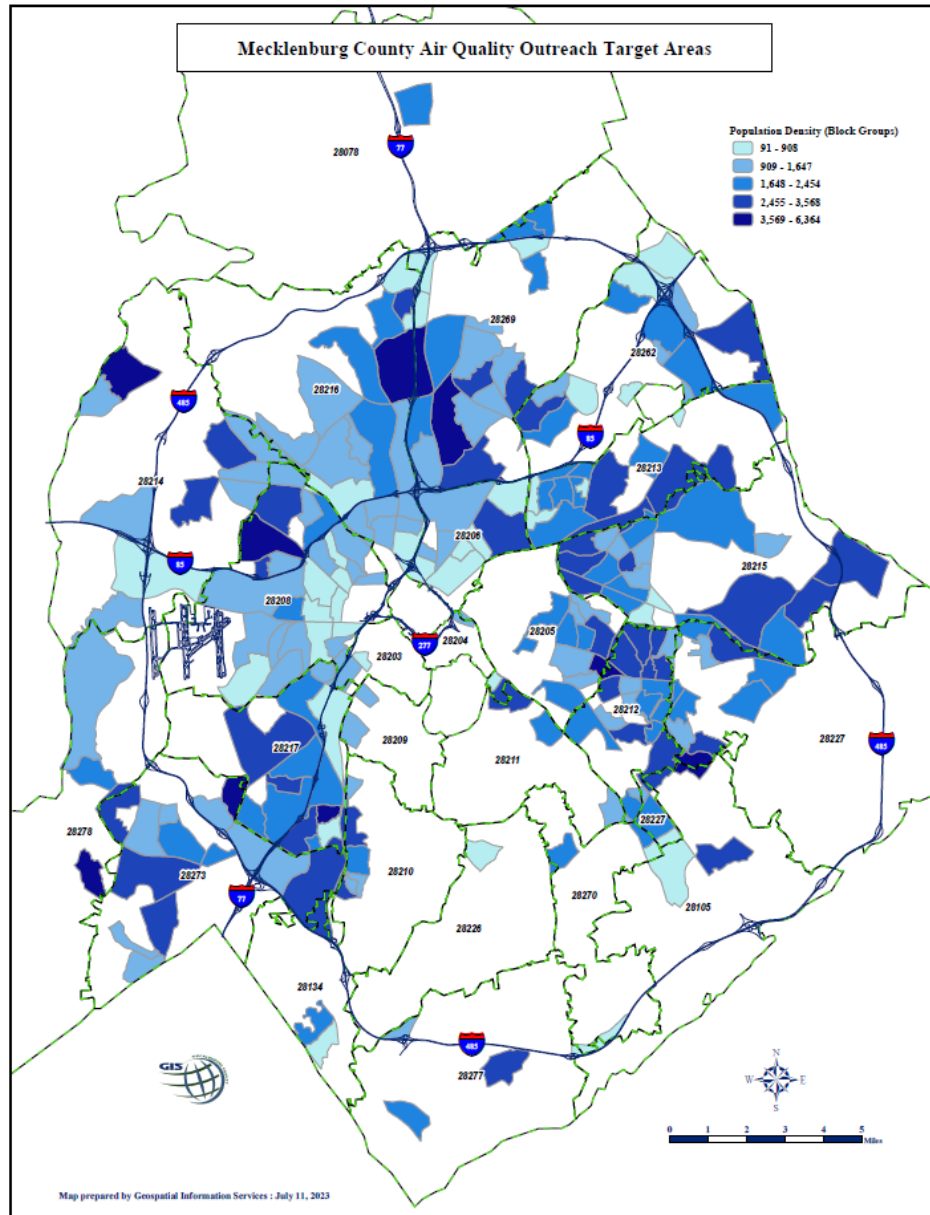 Mecklenburg County Air Quality Outreach Target Areas
28078
77
Population Density (Block Groups)
91 - 908
909 - 1,647
1,648 - 2,454
2,455 - 3,568
3,569 - 6,364
28269
28262
28216
485
85
28213
28214
28206
85
28215
28208
28205
277
28204
28203
28212
28209
28217
28227
485
28211
28278
28227
28273
28210
77
28270
28105
28226
28134
485
28277
GIS
N
W
E
S
0 1 2 3 4 5
Miles
Map prepared by Geospatial Information Services : July 11, 2023